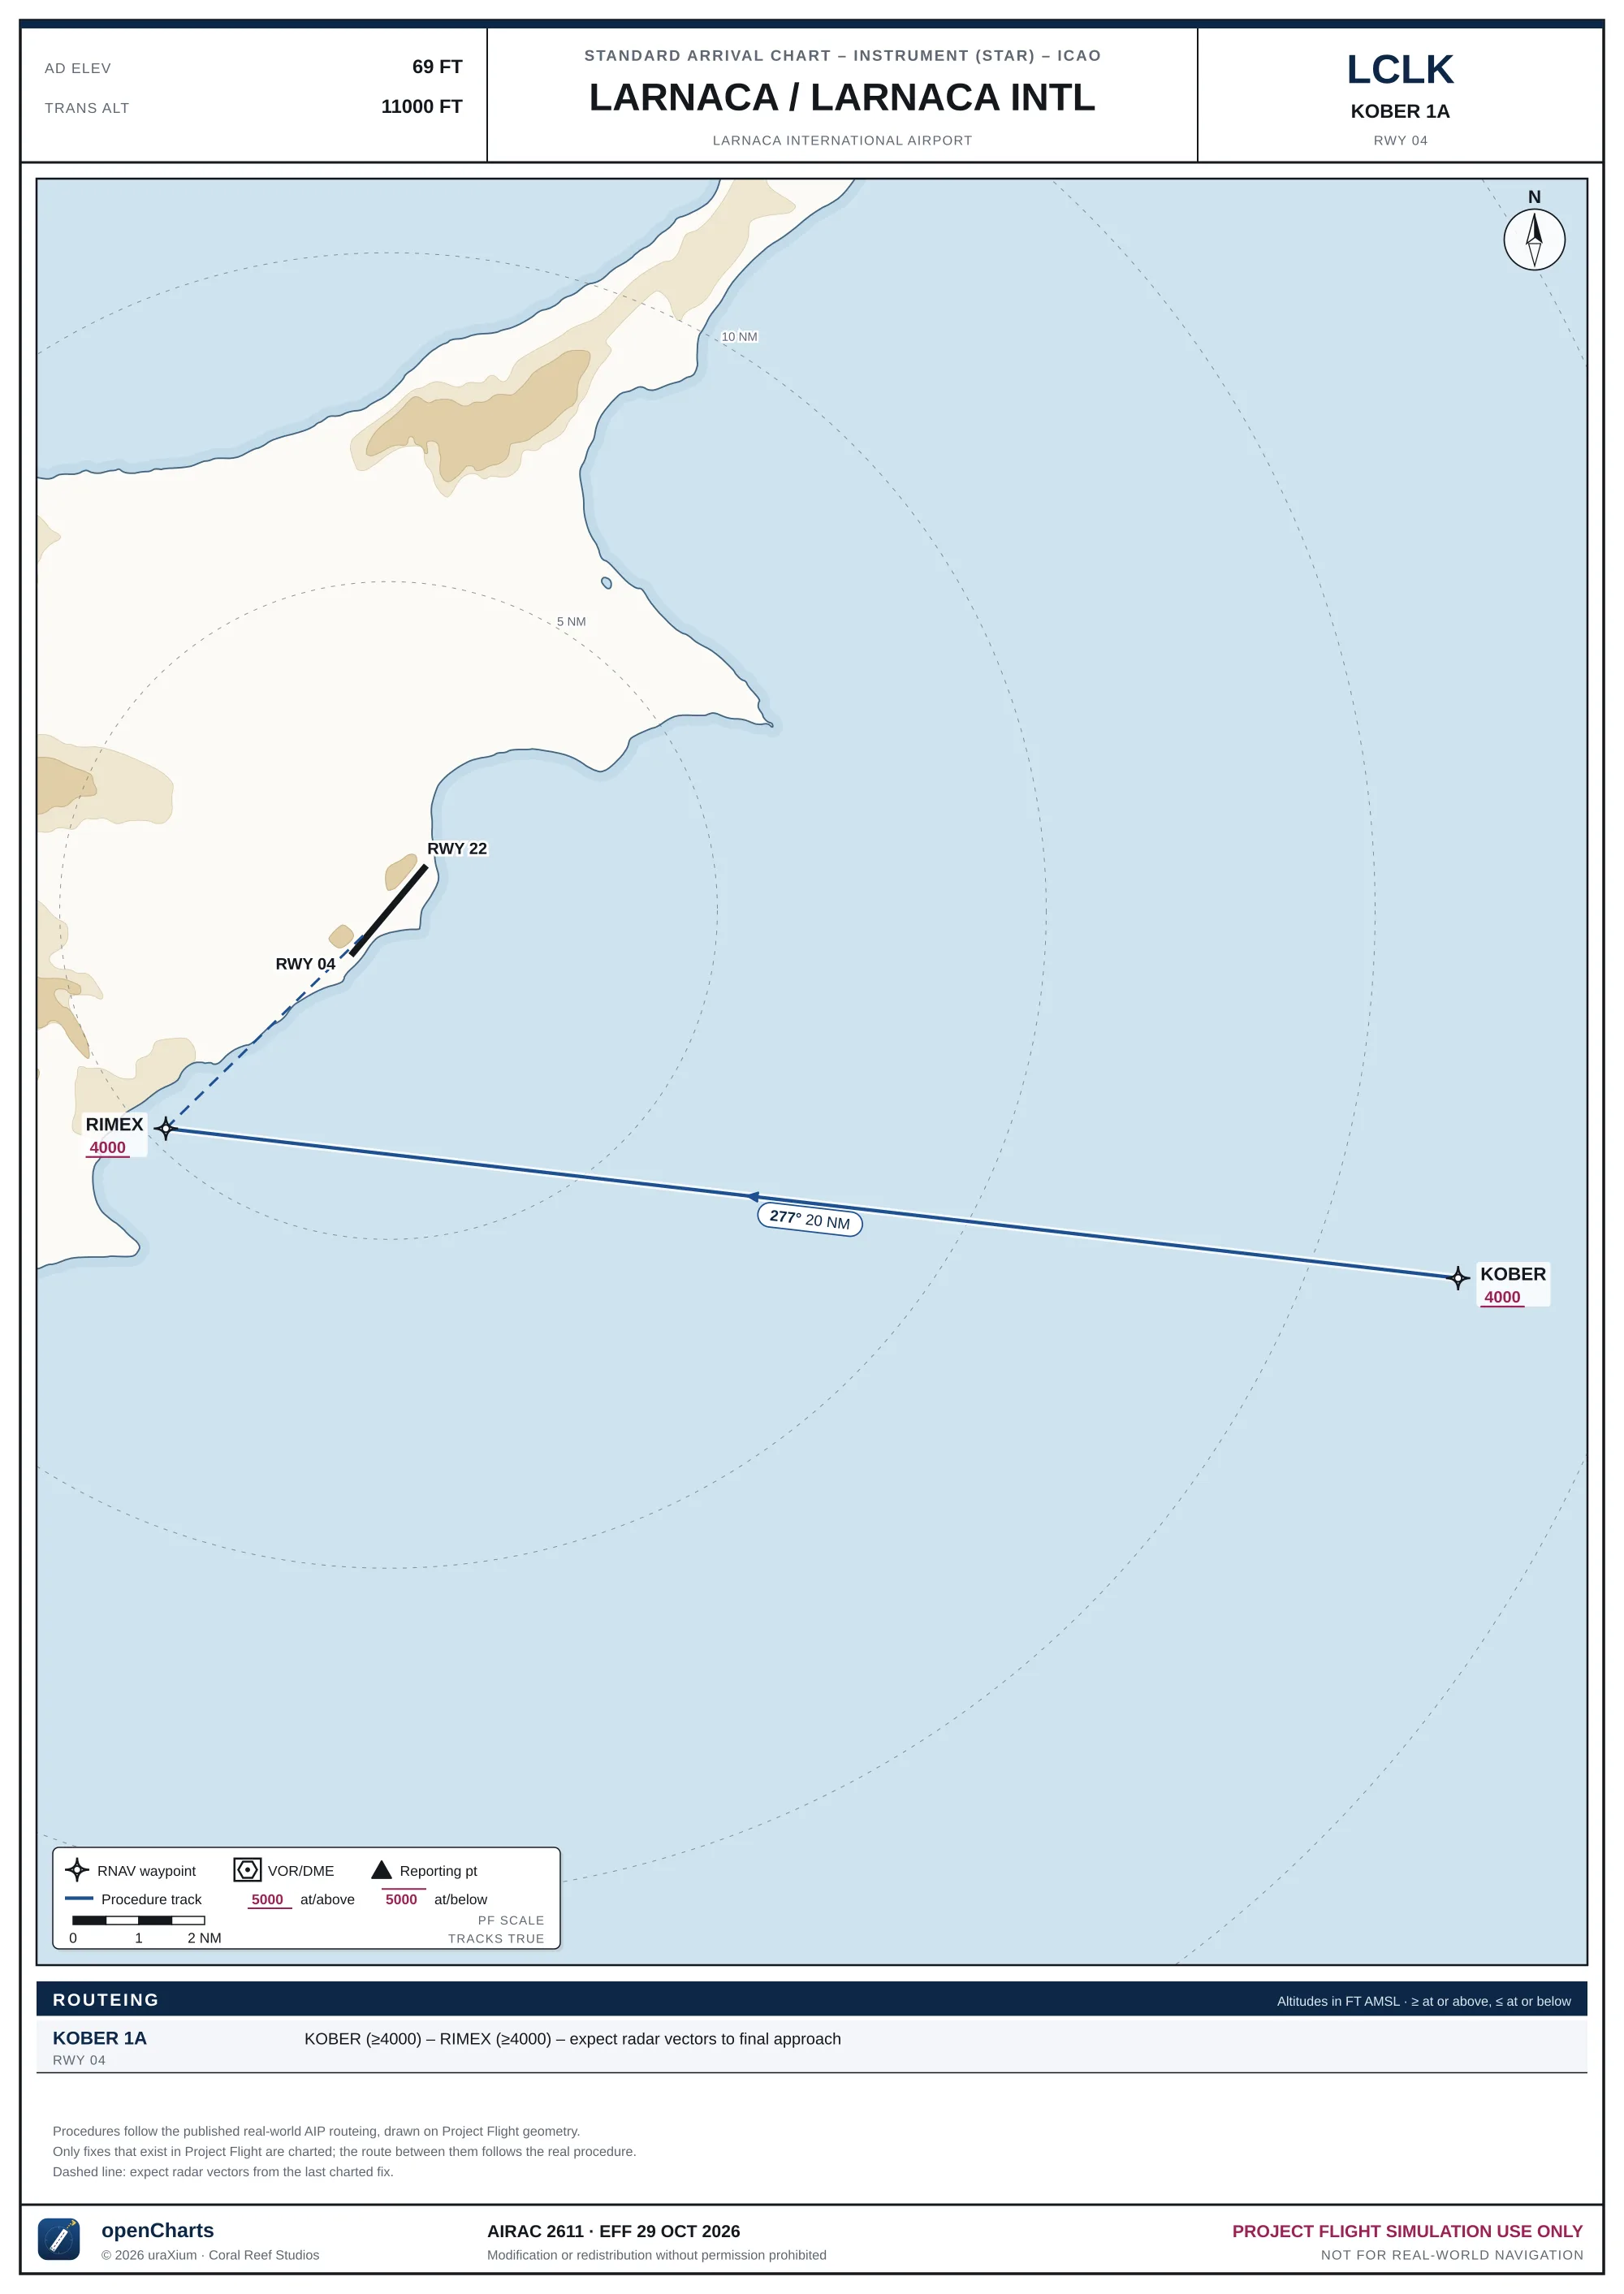 AD ELEV 69 FT
TRANS ALT 11000 FT
STANDARD ARRIVAL CHART – INSTRUMENT (STAR) – ICAO
LARNACA / LARNACA INTL
LARNACA INTERNATIONAL AIRPORT
LCLK
KOBER 1A
RWY 04
N
10 NM
5 NM
RWY 22
RWY 04
RIMEX
4000
277° 20 NM
KOBER
4000
RNAV waypoint VOR/DME Reporting pt
Procedure track 5000 at/above 5000 at/below
PF SCALE
0 1 2 NM TRACKS TRUE
ROUTEING Altitudes in FT AMSL · ≥ at or above, ≤ at or below
KOBER 1A KOBER (≥4000) – RIMEX (≥4000) – expect radar vectors to final approach
RWY 04
Procedures follow the published real-world AIP routeing, drawn on Project Flight geometry.
Only fixes that exist in Project Flight are charted; the route between them follows the real procedure.
Dashed line: expect radar vectors from the last charted fix.
openCharts AIRAC 2611 · EFF 29 OCT 2026 PROJECT FLIGHT SIMULATION USE ONLY
© 2026 uraXium · Coral Reef Studios Modification or redistribution without permission prohibited NOT FOR REAL-WORLD NAVIGATION